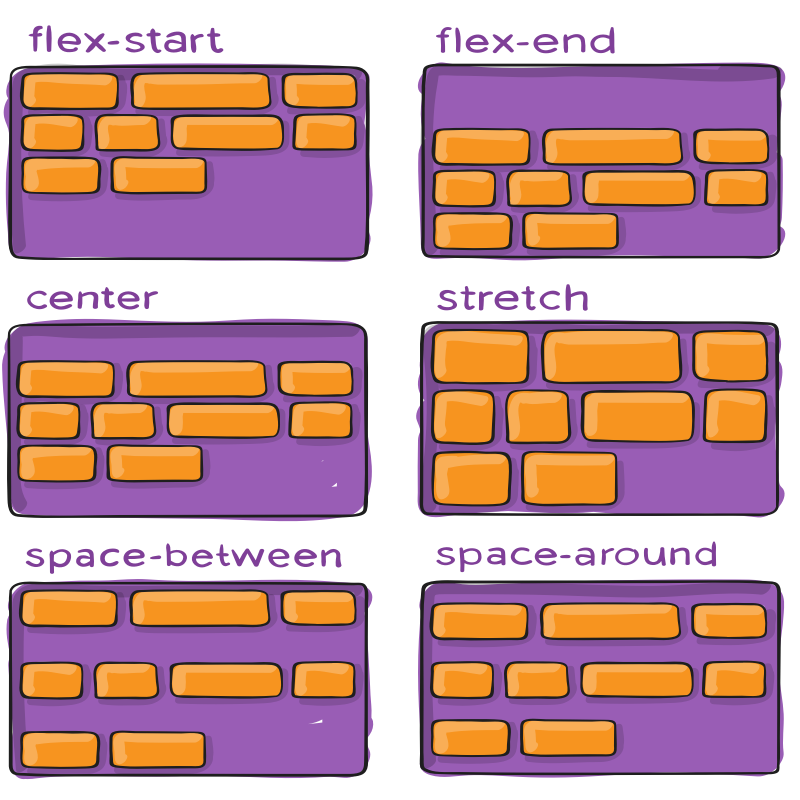 flex-start
flex-end
center
stretch
space-between
space-around